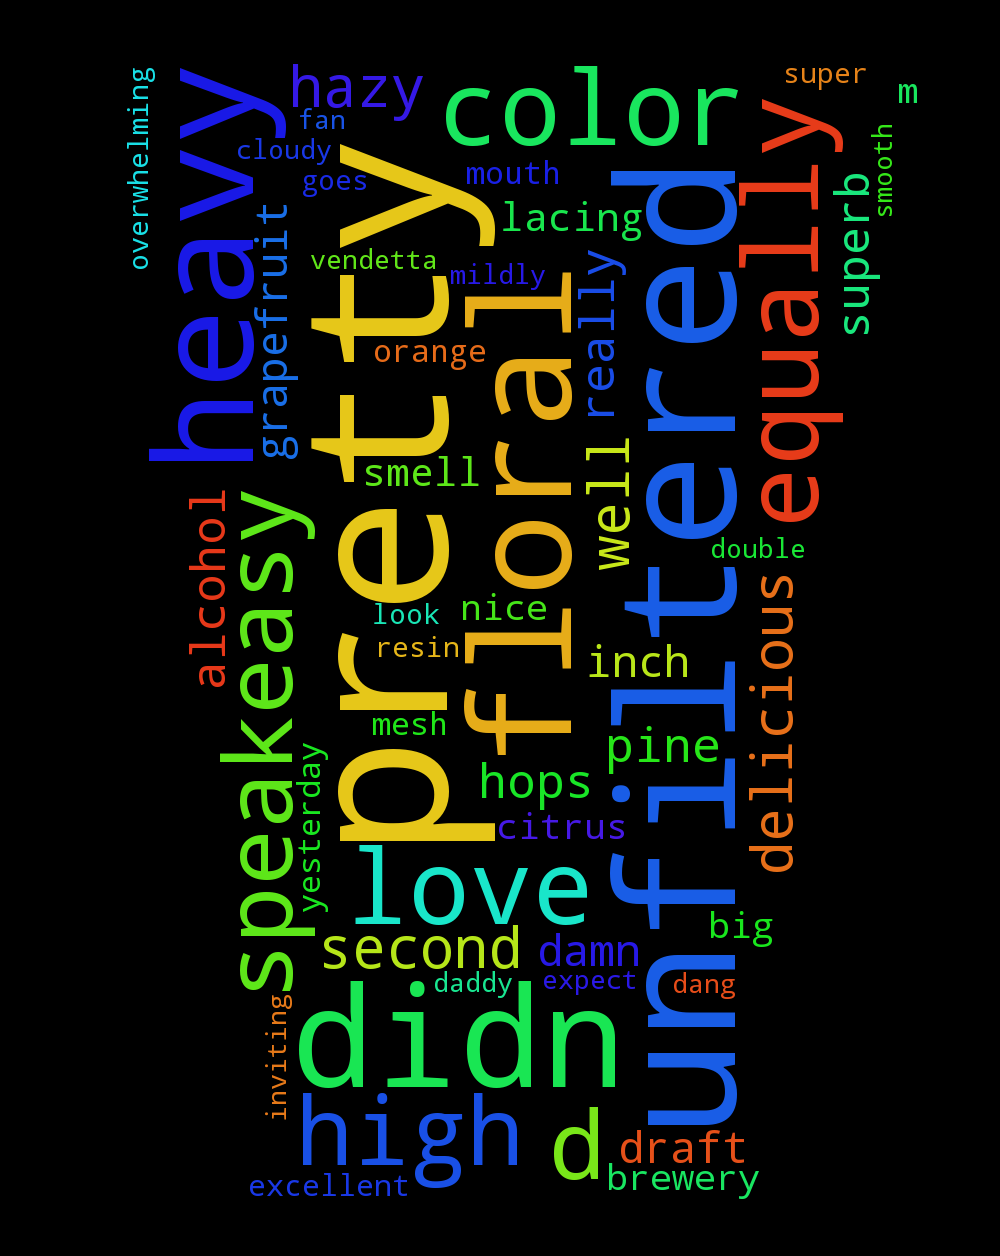 overwhelming
heavy
hazy
color
super
m
fan
cloudy
goes
mouth
smooth
equally
superb
grapefruit
pretty
lacing
unfiltered
vendetta
mildly
really
floral
orange
smell
well
alcohol
speakeasy
double
look
nice
resin
inch
delicious
mesh
pine
yesterday
hops
citrus
love
big
second
damn
daddy
expect
dang
inviting
didn
high
d
draft
brewery
excellent